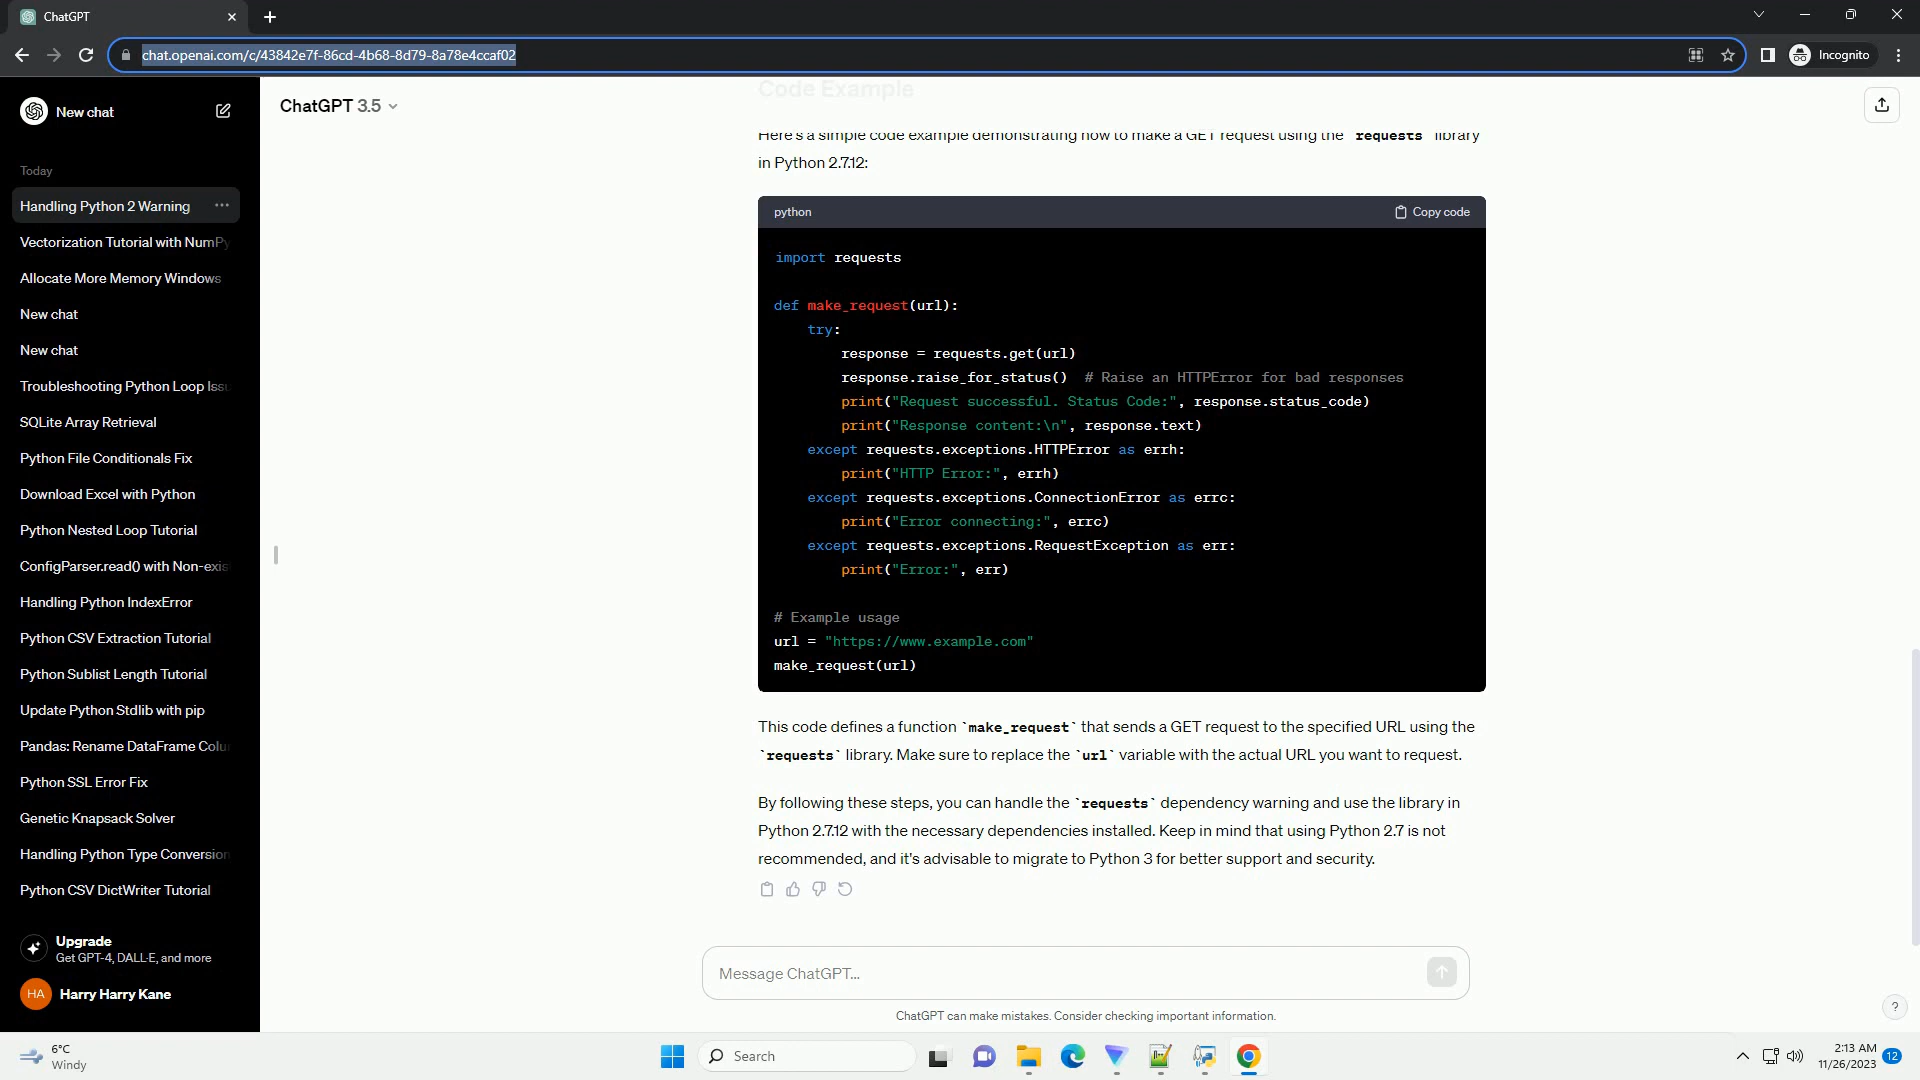 ChatGPT
chat.openai.com/c/43842e7f-86cd-4b68-8d79-8a78e4ccaf02
Incognito
New chat
Today
Handling Python 2 Warning
Vectorization Tutorial with NumPy
Allocate More Memory Windows
New chat
New chat
Troubleshooting Python Loop Issu
SQLite Array Retrieval
Python File Conditionals Fix
Download Excel with Python
Python Nested Loop Tutorial
ConfigParser.read() with Non-exis
Handling Python IndexError
Python CSV Extraction Tutorial
Python Sublist Length Tutorial
Update Python Stdlib with pip
Pandas: Rename DataFrame Colu
Python SSL Error Fix
Genetic Knapsack Solver
Handling Python Type Conversion
Python CSV DictWriter Tutorial
Upgrade
Get GPT-4, DALL·E, and more
HA
Harry Harry Kane
ChatGPT 3.5
Code Example
Here's a simple code example demonstrating how to make a GET request using the `requests` library
in Python 2.7.12:
python
Copy code
import requests
def make_request(url):
    try:
        response = requests.get(url)
        response.raise_for_status()  # Raise an HTTPError for bad responses
        print("Request successful. Status Code:", response.status_code)
        print("Response content:\n", response.text)
    except requests.exceptions.HTTPError as errh:
        print("HTTP Error:", errh)
    except requests.exceptions.ConnectionError as errc:
        print("Error connecting:", errc)
    except requests.exceptions.RequestException as err:
        print("Error:", err)
# Example usage
url = "https://www.example.com"
make_request(url)
This code defines a function `make_request` that sends a GET request to the specified URL using the
`requests` library. Make sure to replace the `url` variable with the actual URL you want to request.
By following these steps, you can handle the `requests` dependency warning and use the library in
Python 2.7.12 with the necessary dependencies installed. Keep in mind that using Python 2.7 is not
recommended, and it's advisable to migrate to Python 3 for better support and security.
Message ChatGPT...
ChatGPT can make mistakes. Consider checking important information.
?
6°C
Windy
Search
2:13 AM
11/26/2023
12